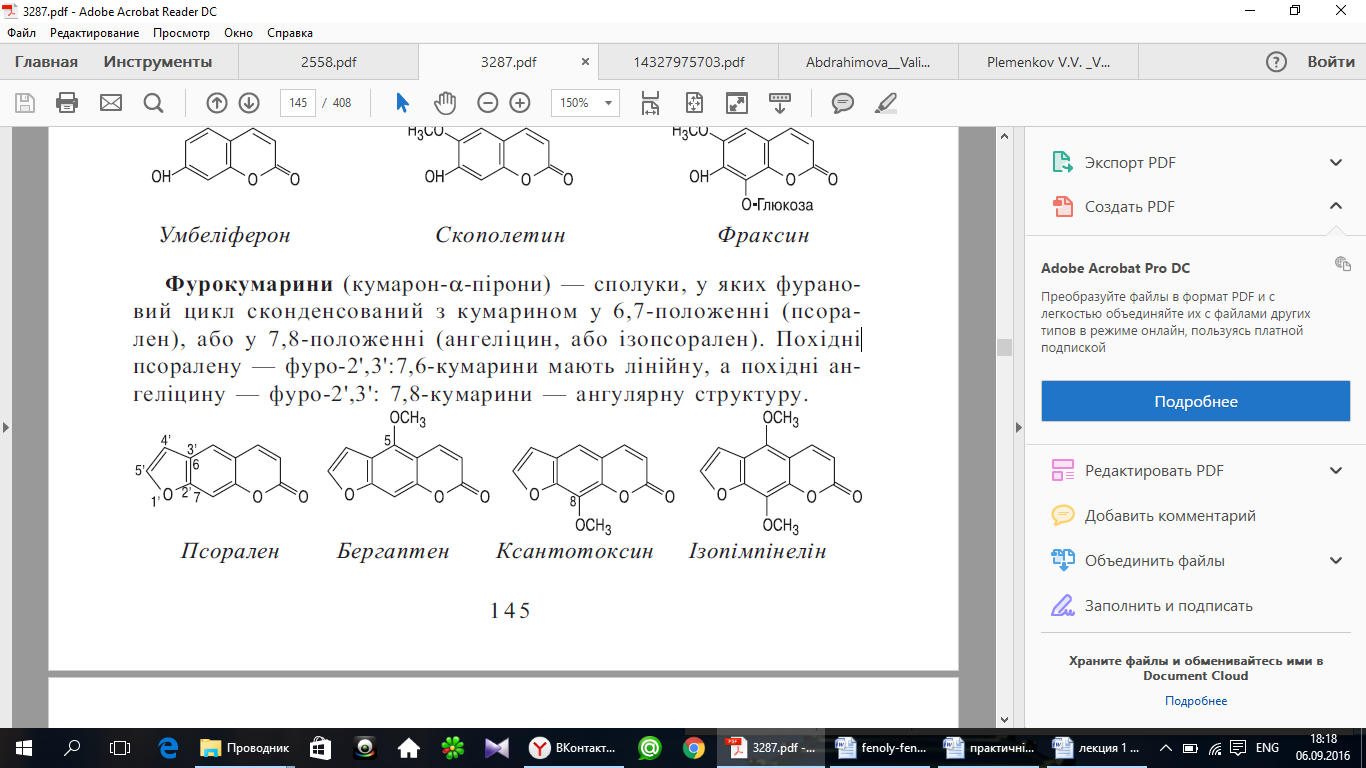 3287.pdf - Adobe Acrobat Reader DC
Файл Редактирование Просмотр Окно Справка
Главная Инструменты 2558.pdf 3287.pdf × 14327975703.pdf Abdrahimova__Vali... Plemenkov V.V. _V... ? Войти
145 / 408 150%
H₃CO H₃CO
OH O O OH O O OH O O
O-Глюкоза
Умбеліферон Скополетин Фраксин
Фурокумарини (кумарон-α-пірони) — сполуки, у яких фурано-
вий цикл сконденсований з кумарином у 6,7-положенні (псора-
лен), або у 7,8-положенні (ангеліцин, або ізопсорален). Похідні
псоралену — фуро-2',3':7,6-кумарини мають лінійну, а похідні ан-
геліцину — фуро-2',3': 7,8-кумарини — ангулярну структуру.
OCH₃ OCH₃
4' 3' 5
5' 6
1' O 2' 7 O O O O O O 8 O O O O O
OCH₃ OCH₃
Псорален Бергаптен Ксантотоксин Ізопімпінелін
145
Экспорт PDF
Создать PDF
Adobe Acrobat Pro DC
Преобразуйте файлы в формат PDF и с
легкостью объединяйте их с файлами других
типов в режиме онлайн, пользуясь платной
подпиской
Подробнее
Редактировать PDF
Добавить комментарий
Объединить файлы
Заполнить и подписать
Храните файлы и обменивайтесь ими в
Document Cloud
Подробнее
Проводник ВКонтакт... 3287.pdf -... fenoly-fen... практичні... лекция 1 ... ENG 18:18
06.09.2016